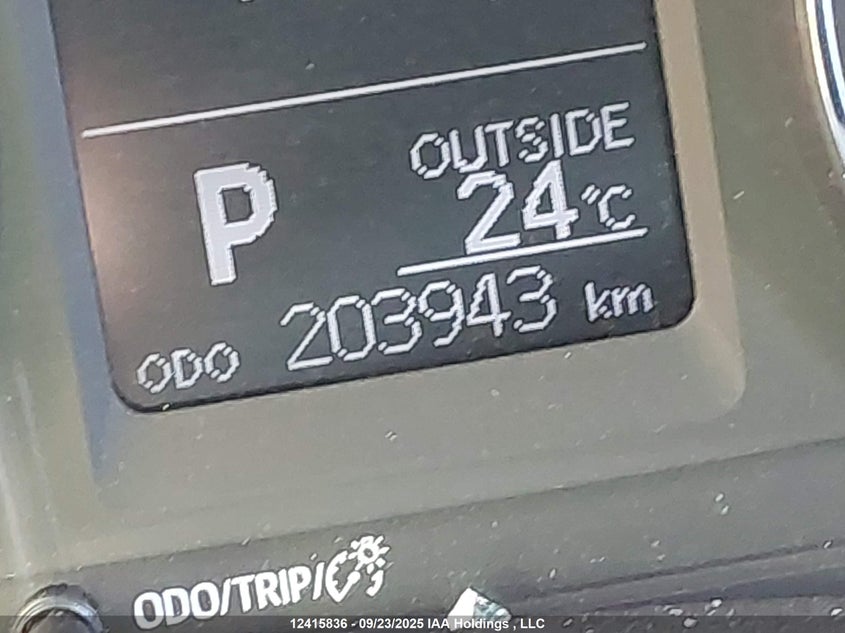 P
OUTSIDE
24°C
ODO 203943 km
ODO/TRIP/
12415836 - 09/23/2025 IAA Holdings , LLC